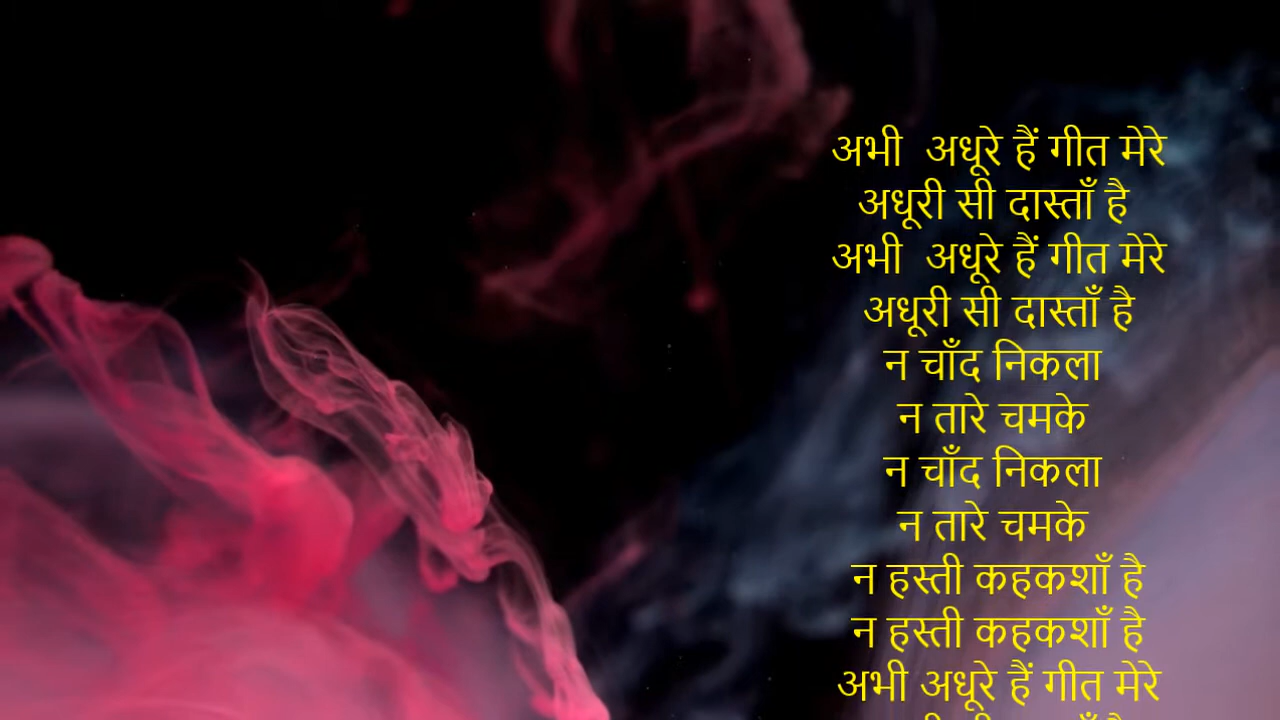 अभी  अधूरे हैं गीत मेरे
अधूरी सी दास्ताँ है
अभी  अधूरे हैं गीत मेरे
अधूरी सी दास्ताँ है
न चाँद निकला
न तारे चमके
न चाँद निकला
न तारे चमके
न हस्ती कहकशाँ है
न हस्ती कहकशाँ है
अभी अधूरे हैं गीत मेरे